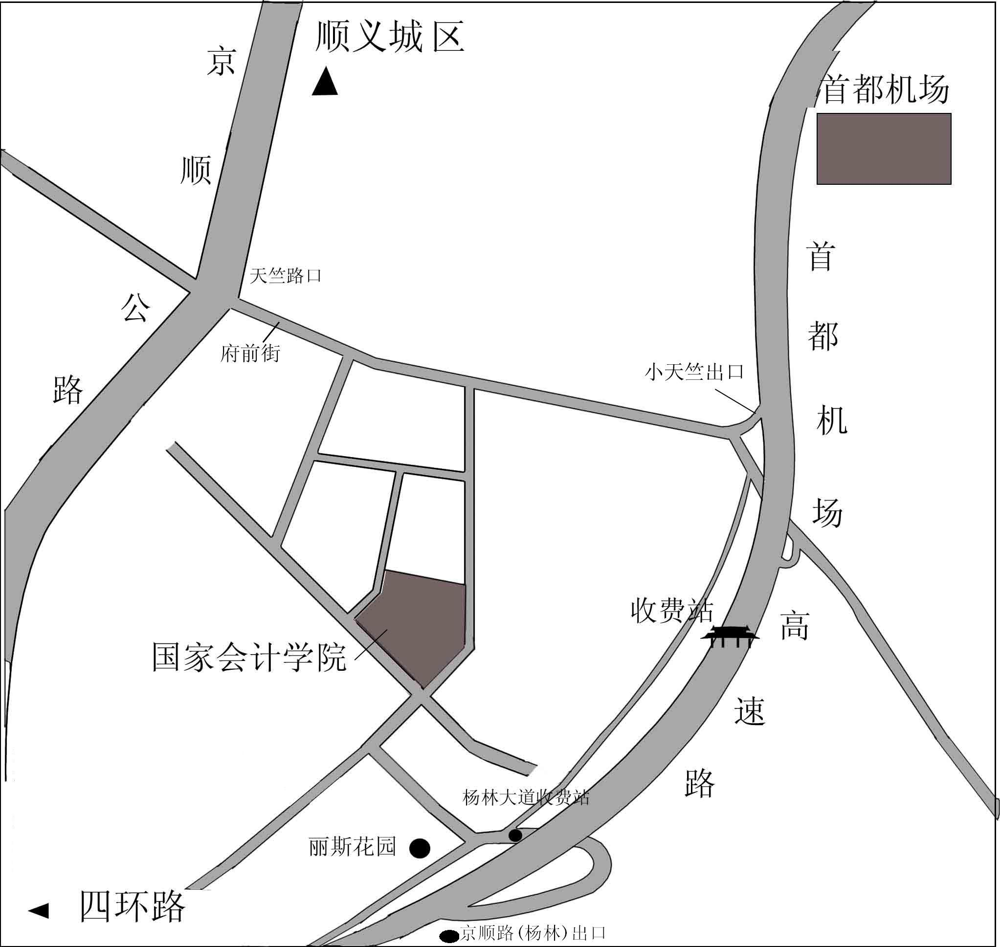 顺义城区
京顺公路
首都机场
天竺路口
府前街
小天竺出口
首都机场高速路
收费站
国家会计学院
杨林大道收费站
丽斯花园
四环路
京顺路(杨林)出口